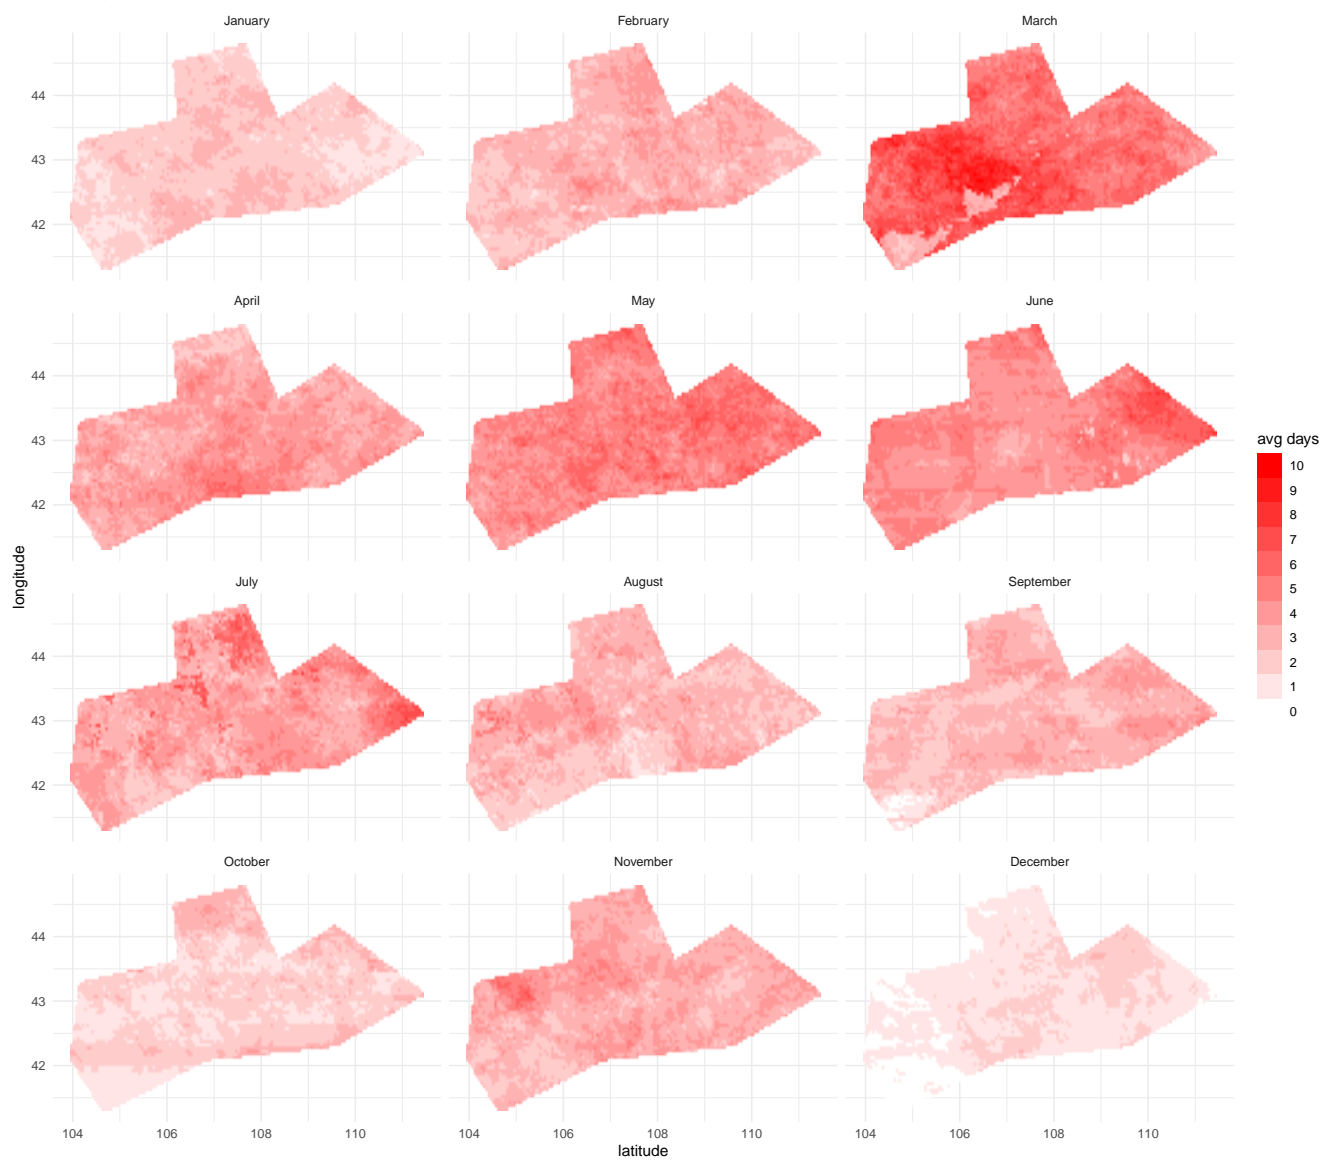 January
February
March
44
43
42
April
May
June
44
43
42
July
August
September
44
43
42
October
November
December
44
43
42
104
106
108
110
104
106
108
110
104
106
108
110
latitude
longitude
avg days
10
9
8
7
6
5
4
3
2
1
0